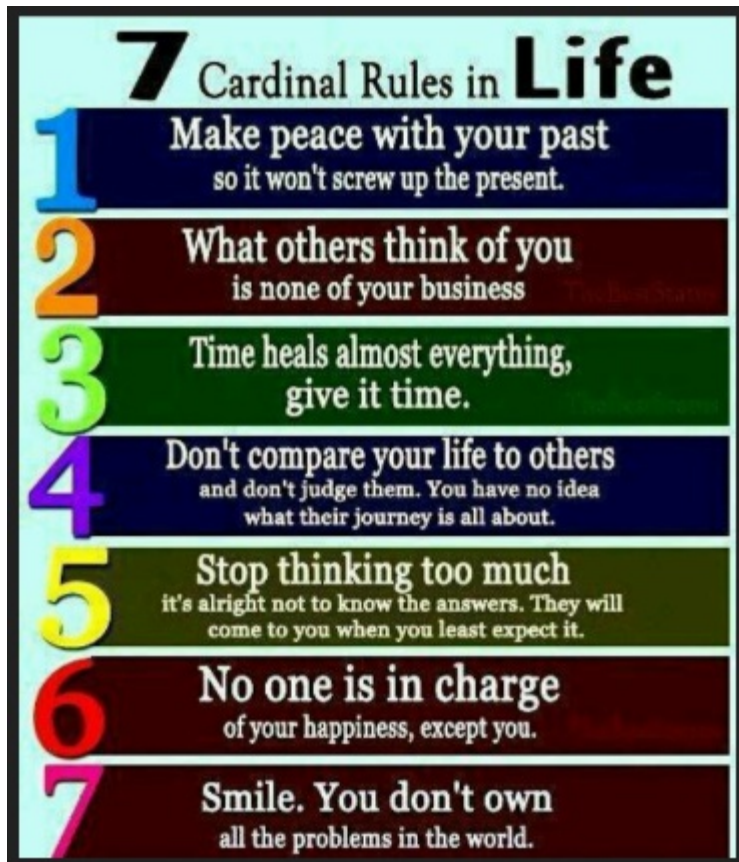 7 Cardinal Rules in Life
1 Make peace with your past
so it won't screw up the present.
2 What others think of you
is none of your business
TheBestStatus
3 Time heals almost everything,
give it time.
4 Don't compare your life to others
and don't judge them. You have no idea
what their journey is all about.
5 Stop thinking too much
it's alright not to know the answers. They will
come to you when you least expect it.
6 No one is in charge
of your happiness, except you.
7 Smile. You don't own
all the problems in the world.